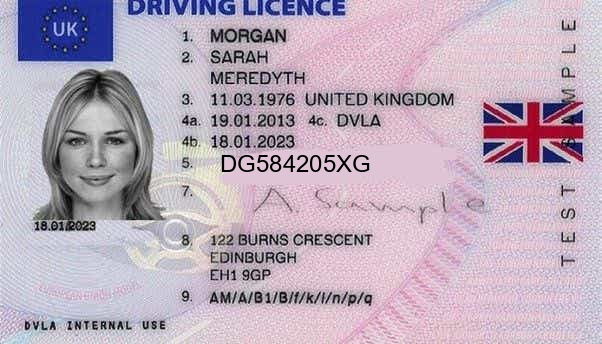 DRIVING LICENCE
UK
1. MORGAN
2. SARAH
MEREDYTH
3. 11.03.1976 UNITED KINGDOM
4a. 19.01.2013 4c. DVLA
4b. 18.01.2023
5. DG584205XG
7. A. Sample
18.01.2023
8. 122 BURNS CRESCENT
EDINBURGH
EH1 9GP
9. AM/A/B1/B/f/k/l/n/p/q
DVLA INTERNAL USE
TEST SAMPLE